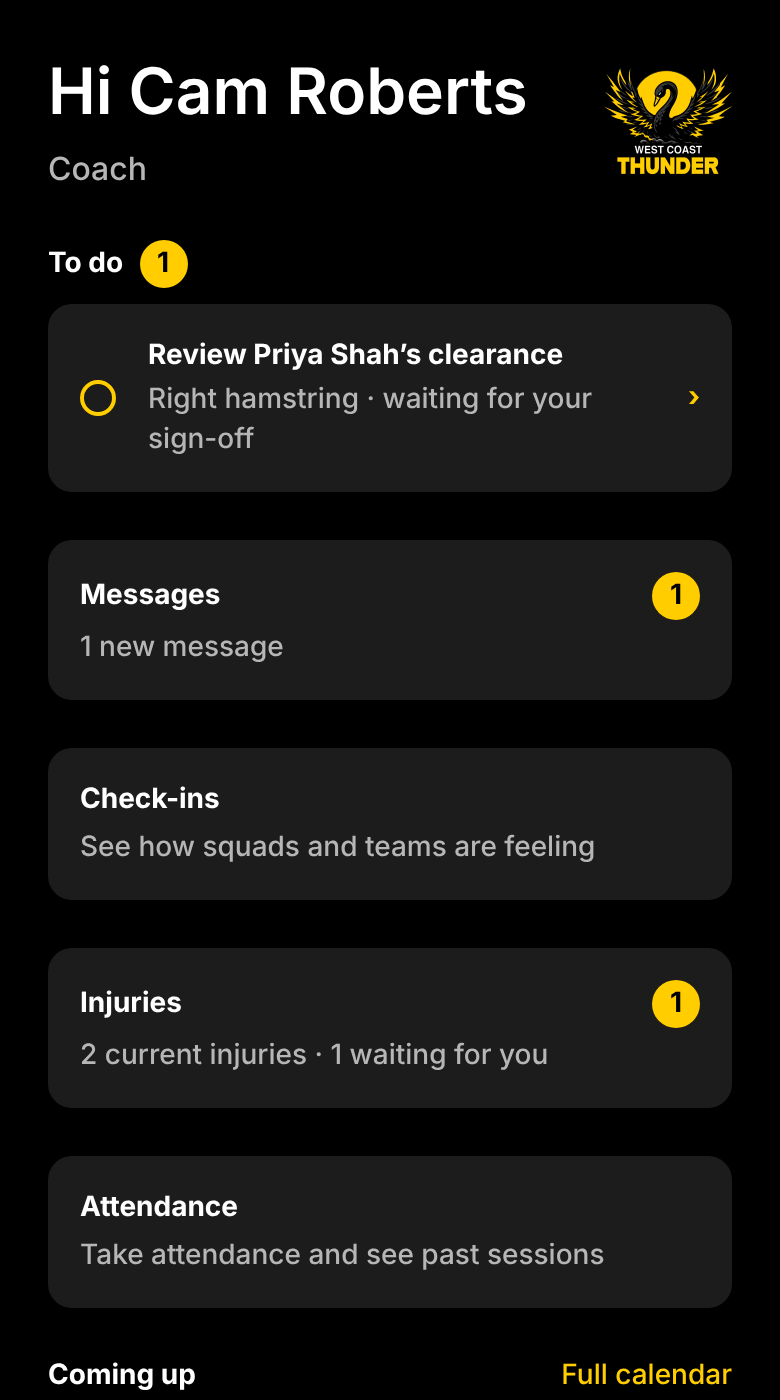 Hi Cam Roberts
WEST COAST
THUNDER
Coach
To do 1
Review Priya Shah’s clearance
Right hamstring · waiting for your
sign-off
›
Messages 1
1 new message
Check-ins
See how squads and teams are feeling
Injuries 1
2 current injuries · 1 waiting for you
Attendance
Take attendance and see past sessions
Coming up Full calendar